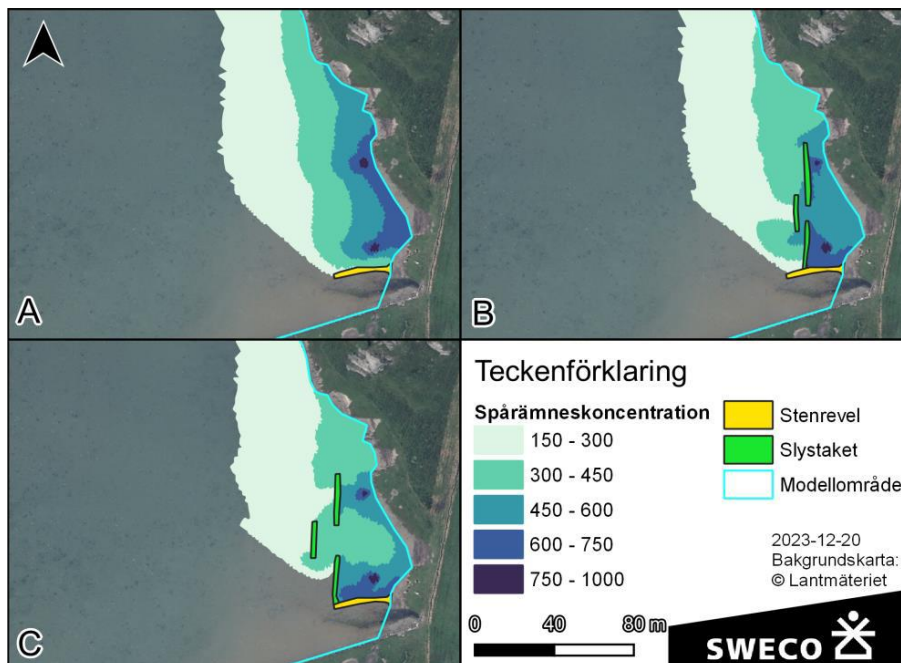 A
B
C
Teckenförklaring
Spårämneskoncentration
150 - 300
300 - 450
450 - 600
600 - 750
750 - 1000
Stenrevel
Slystaket
Modellområde
2023-12-20
Bakgrundskarta:
© Lantmäteriet
0 40 80 m
SWECO